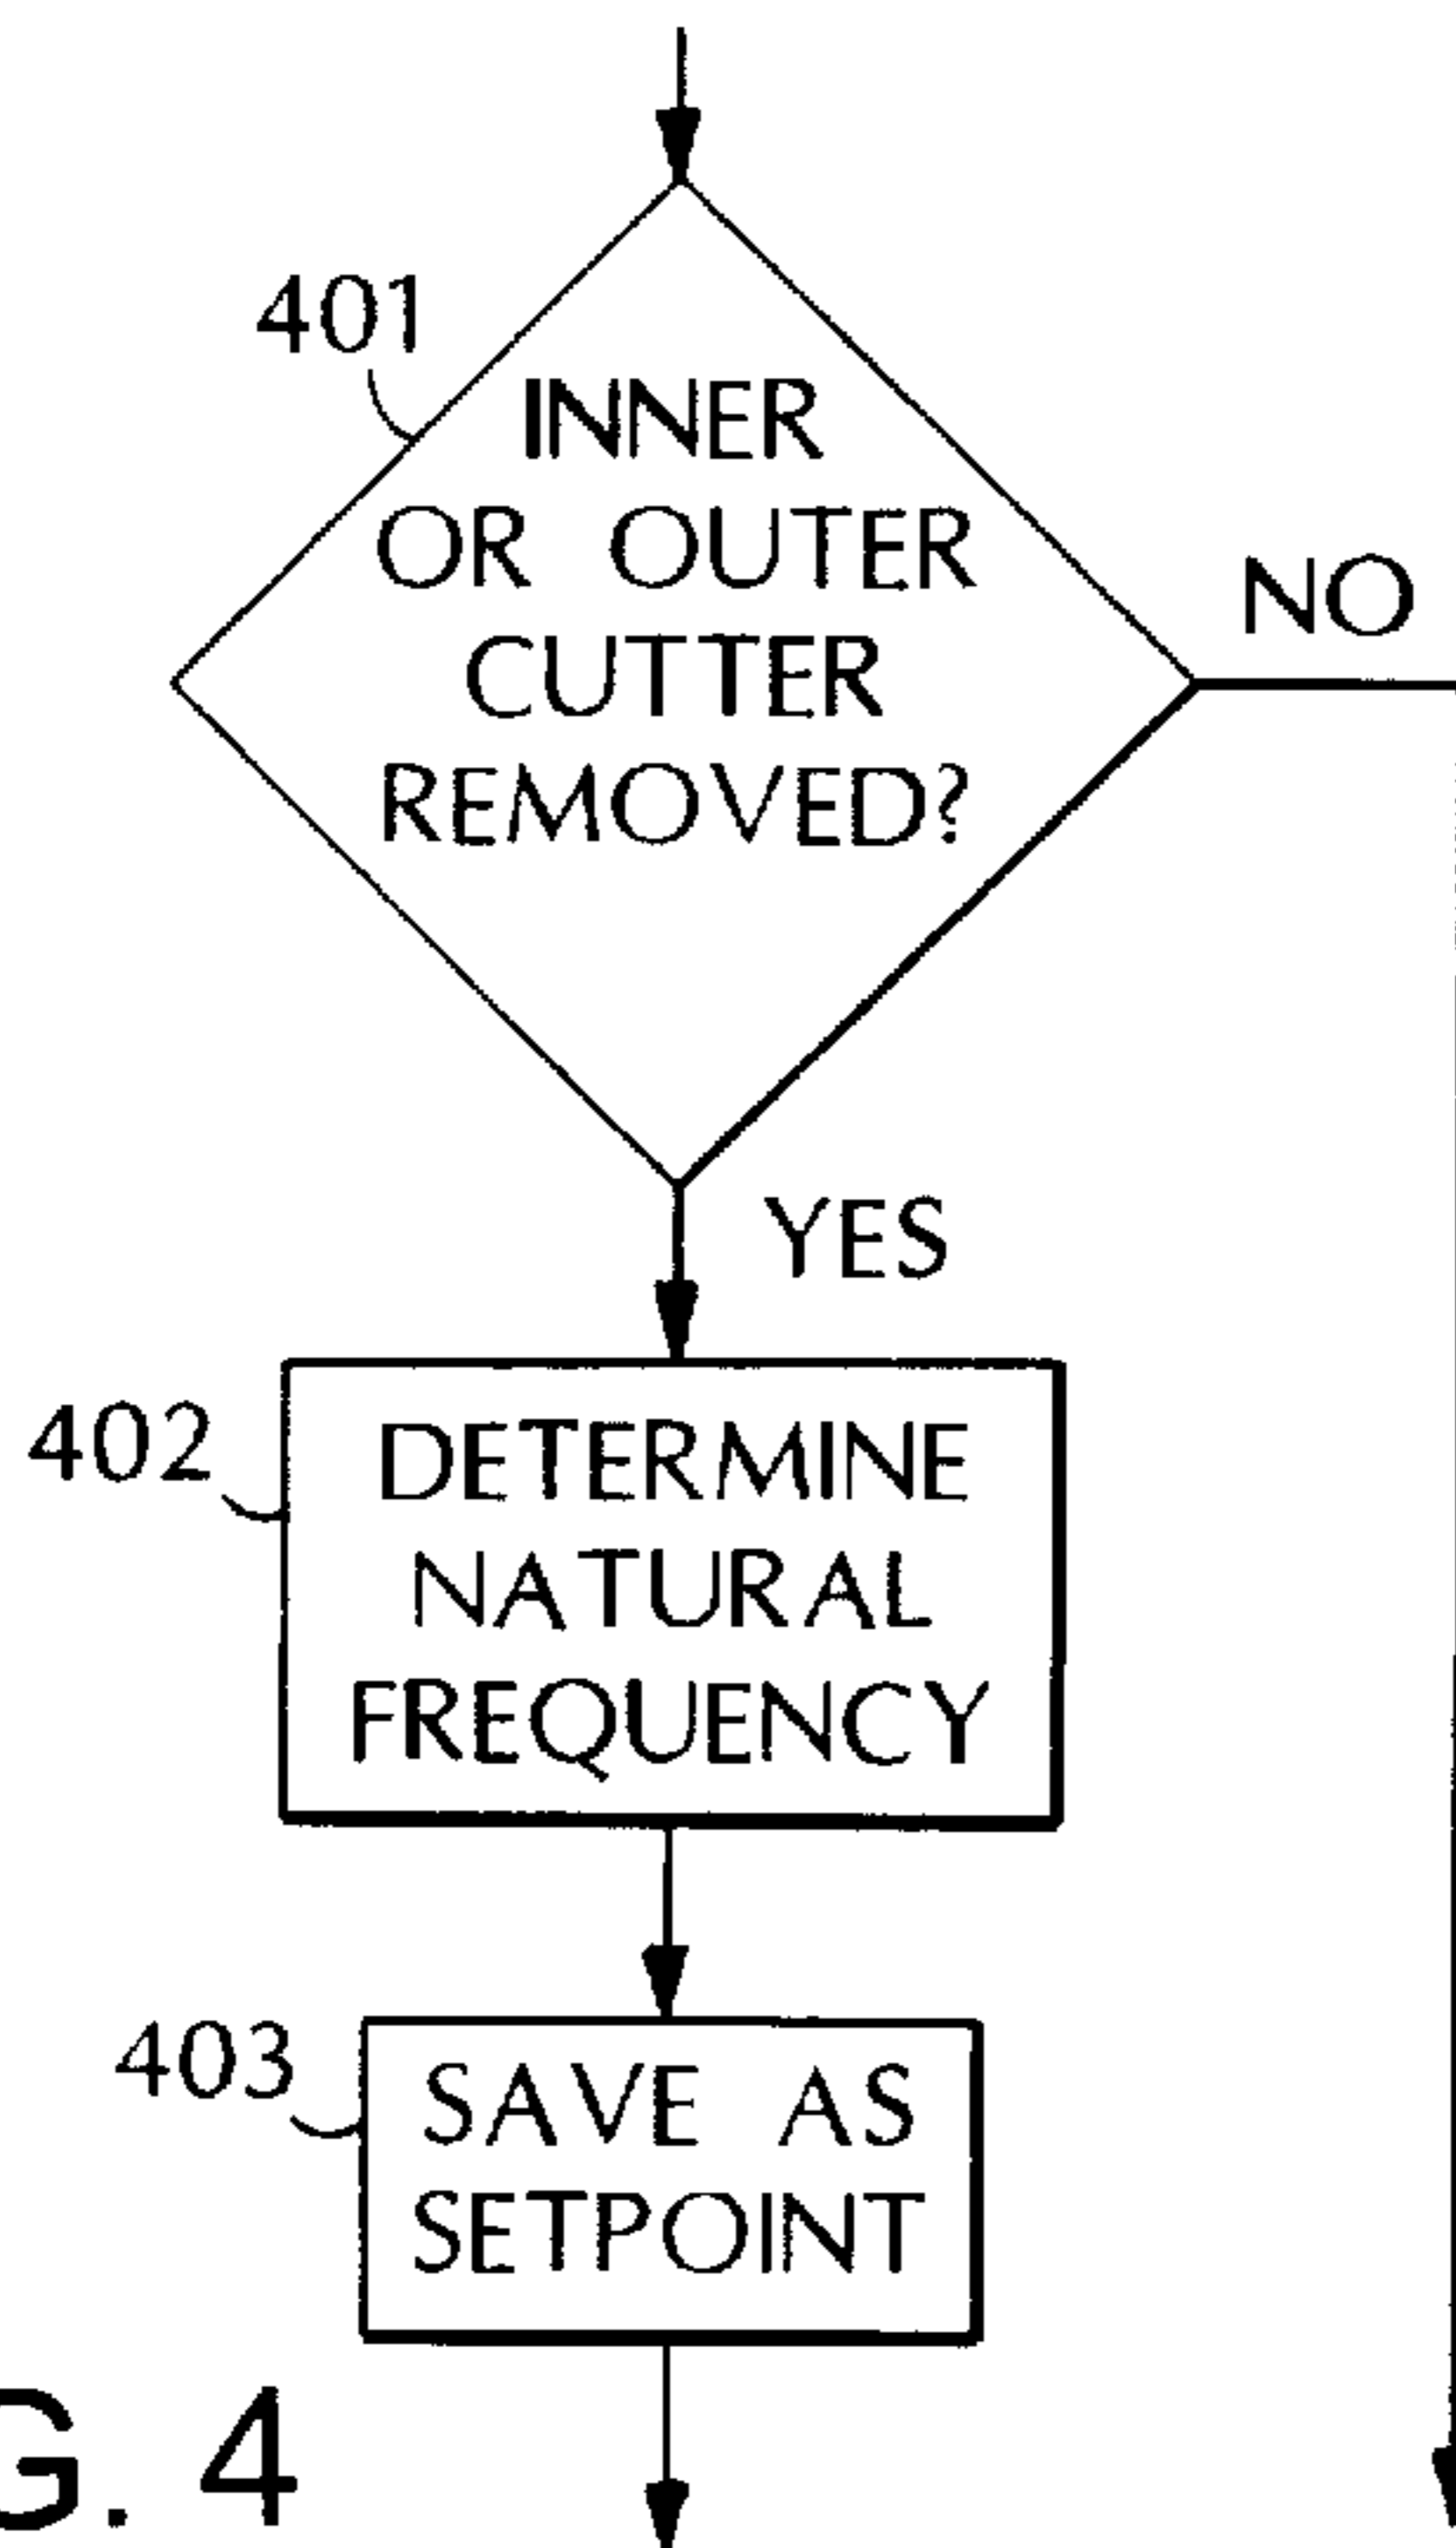 401
INNER
OR OUTER
CUTTER
REMOVED?
NO
YES
402
DETERMINE
NATURAL
FREQUENCY
403
SAVE AS
SETPOINT
G. 4